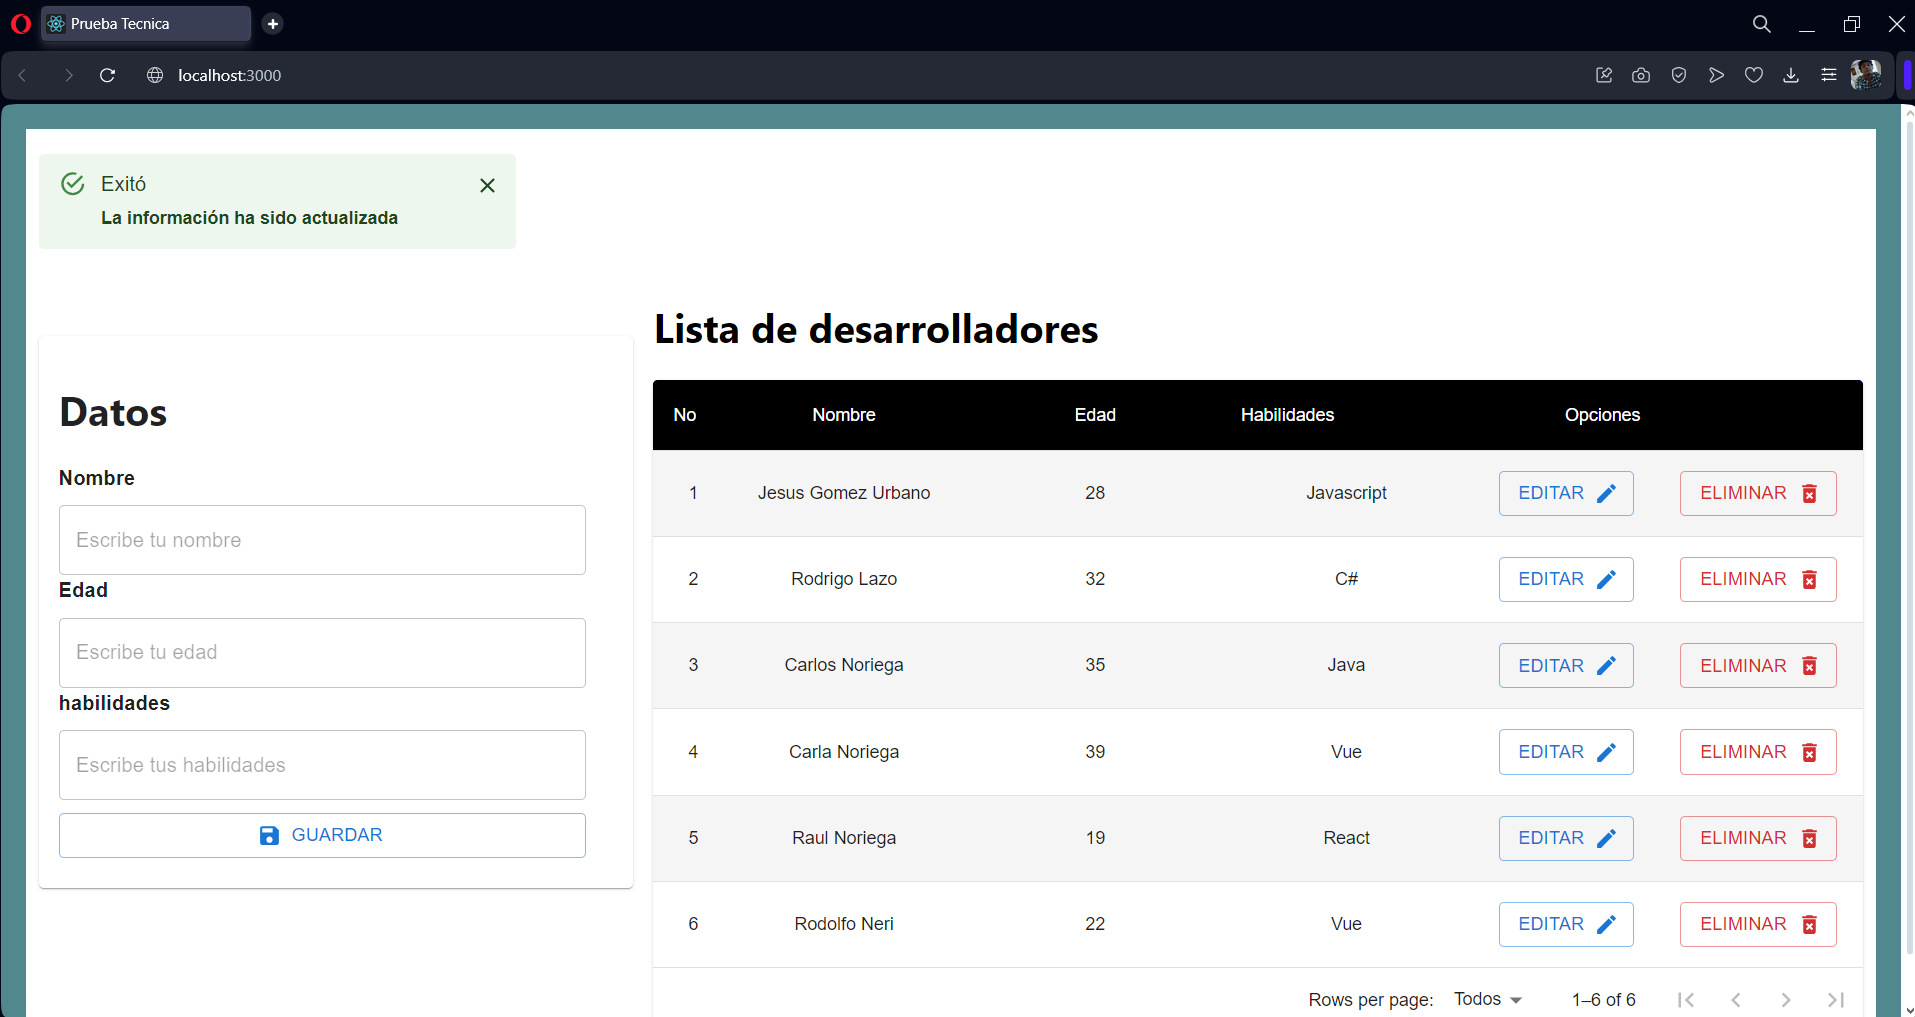 Prueba Tecnica
localhost:3000
Exitó
La información ha sido actualizada
Lista de desarrolladores
Datos
Nombre
Escribe tu nombre
Edad
Escribe tu edad
habilidades
Escribe tus habilidades
GUARDAR
No Nombre Edad Habilidades Opciones
1 Jesus Gomez Urbano 28 Javascript EDITAR ELIMINAR
2 Rodrigo Lazo 32 C# EDITAR ELIMINAR
3 Carlos Noriega 35 Java EDITAR ELIMINAR
4 Carla Noriega 39 Vue EDITAR ELIMINAR
5 Raul Noriega 19 React EDITAR ELIMINAR
6 Rodolfo Neri 22 Vue EDITAR ELIMINAR
Rows per page: Todos 1–6 of 6